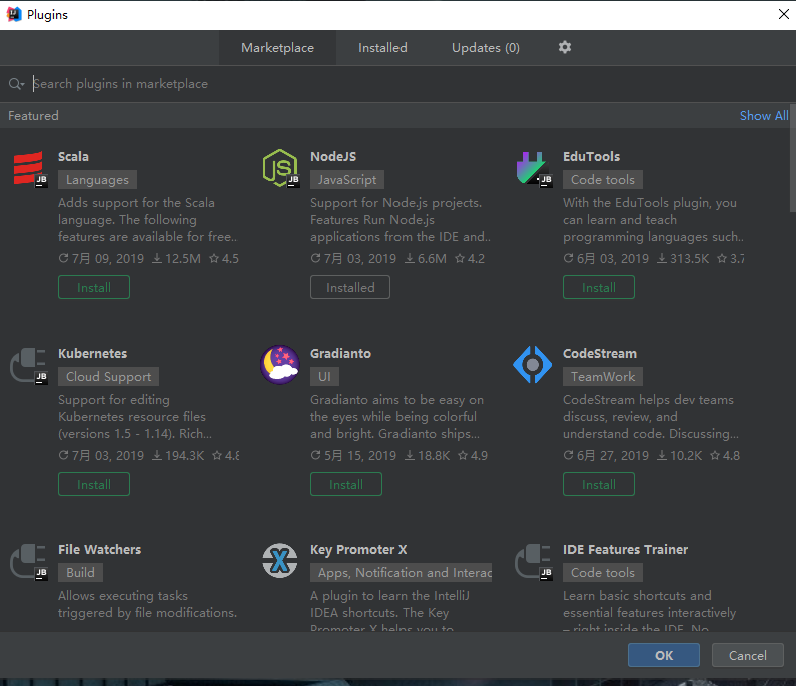 Plugins
Marketplace
Installed
Updates (0)
Search plugins in marketplace
Featured
Show All
Scala
Languages
Adds support for the Scala
language. The following
features are available for free..
7月 09, 2019 12.5M 4.5
Install
NodeJS
JavaScript
Support for Node.js projects.
Features Run Node.js
applications from the IDE and..
7月 03, 2019 6.6M 4.2
Installed
EduTools
Code tools
With the EduTools plugin, you
can learn and teach
programming languages such..
6月 03, 2019 313.5K 3.7
Install
Kubernetes
Cloud Support
Support for editing
Kubernetes resource files
(versions 1.5 - 1.14). Rich...
7月 03, 2019 194.3K 4.8
Install
Gradianto
UI
Gradianto aims to be easy on
the eyes while being colorful
and bright. Gradianto ships...
5月 15, 2019 18.8K 4.9
Install
CodeStream
TeamWork
CodeStream helps dev teams
discuss, review, and
understand code. Discussing...
6月 27, 2019 10.2K 4.8
Install
File Watchers
Build
Allows executing tasks
triggered by file modifications.
Key Promoter X
Apps, Notification and Interac
A plugin to learn the IntelliJ
IDEA shortcuts. The Key
Promoter X helps you to
IDE Features Trainer
Code tools
Learn basic shortcuts and
essential features interactively
– right inside the IDE. No
JB
JB
JB
JB
JB
JB
OK
Cancel